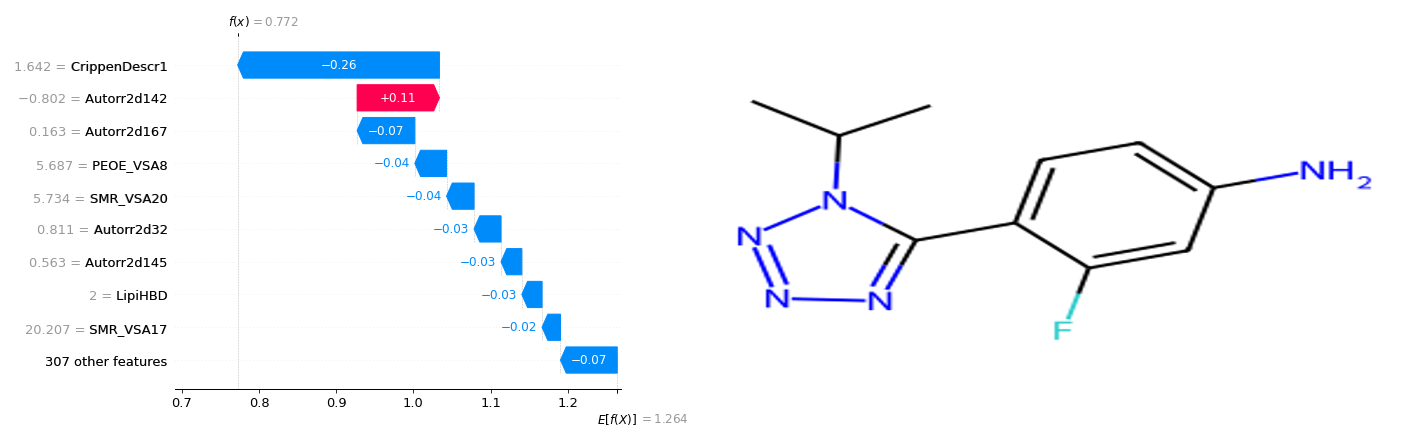 f(x) = 0.772
1.642 = CrippenDescr1
−0.26
−0.802 = Autorr2d142
+0.11
0.163 = Autorr2d167
−0.07
5.687 = PEOE_VSA8
−0.04
5.734 = SMR_VSA20
−0.04
0.811 = Autorr2d32
−0.03
0.563 = Autorr2d145
−0.03
2 = LipiHBD
−0.03
20.207 = SMR_VSA17
−0.02
307 other features
−0.07
0.7 0.8 0.9 1.0 1.1 1.2
E[f(X)] = 1.264
NH2
N
N
N
N
F